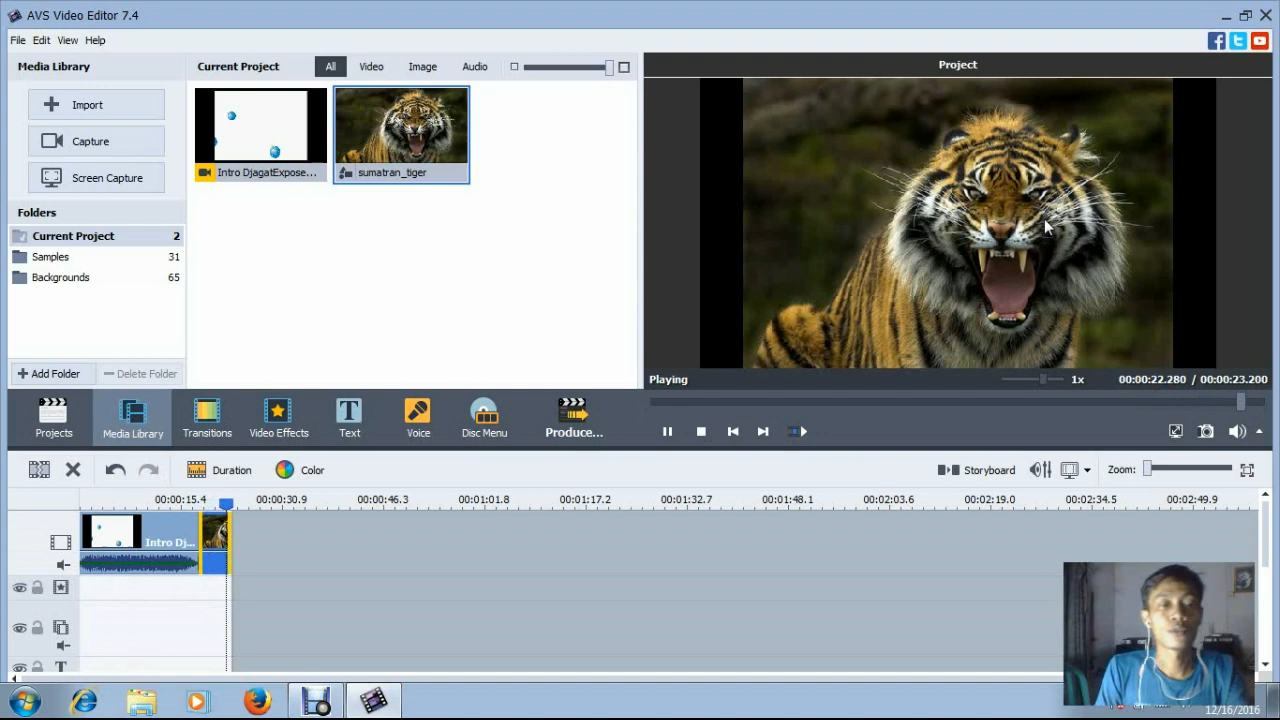 AVS Video Editor 7.4
File Edit View Help
Media Library
Current Project
All
Video
Image
Audio
Project
Import
Capture
Screen Capture
Intro DjagatExpose...
sumatran_tiger
Folders
Current Project 2
Samples 31
Backgrounds 65
Add Folder
Delete Folder
Playing
1x
00:00:22.280 / 00:00:23.200
Projects
Media Library
Transitions
Video Effects
Text
Voice
Disc Menu
Produce...
Duration
Color
Storyboard
Zoom:
00:00:15.4 00:00:30.9 00:00:46.3 00:01:01.8 00:01:17.2 00:01:32.7 00:01:48.1 00:02:03.6 00:02:19.0 00:02:34.5 00:02:49.9
Intro Dj...
12/16/2016